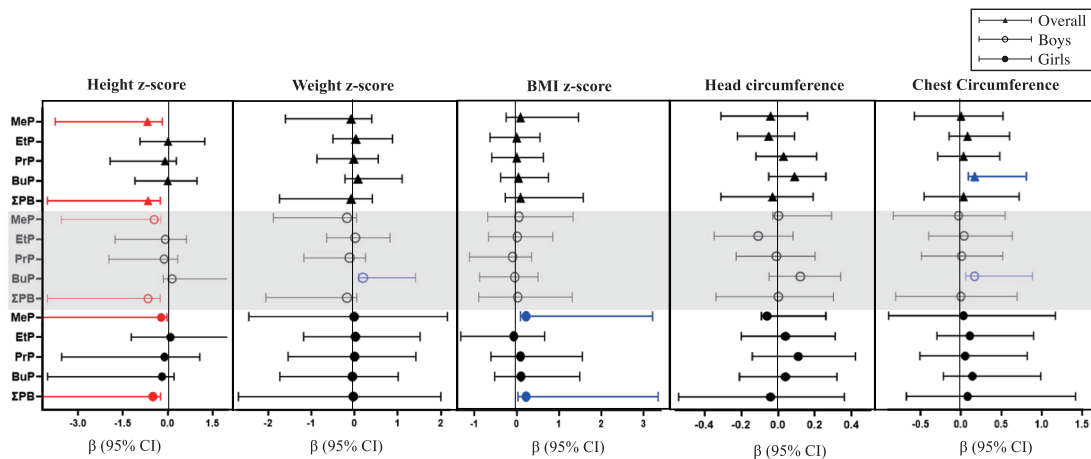 Overall
Boys
Girls
Height z-score Weight z-score BMI z-score Head circumference Chest Circumference
MeP
EtP
PrP
BuP
ΣPB
MeP
EtP
PrP
BuP
ΣPB
MeP
EtP
PrP
BuP
ΣPB
-3.0 -1.5 0.0 1.5 -2 -1 0 1 2 -1 0 1 2 3 -0.4 -0.2 0.0 0.2 0.4 -0.5 0.0 0.5 1.0 1.5
β (95% CI) β (95% CI) β (95% CI) β (95% CI) β (95% CI)